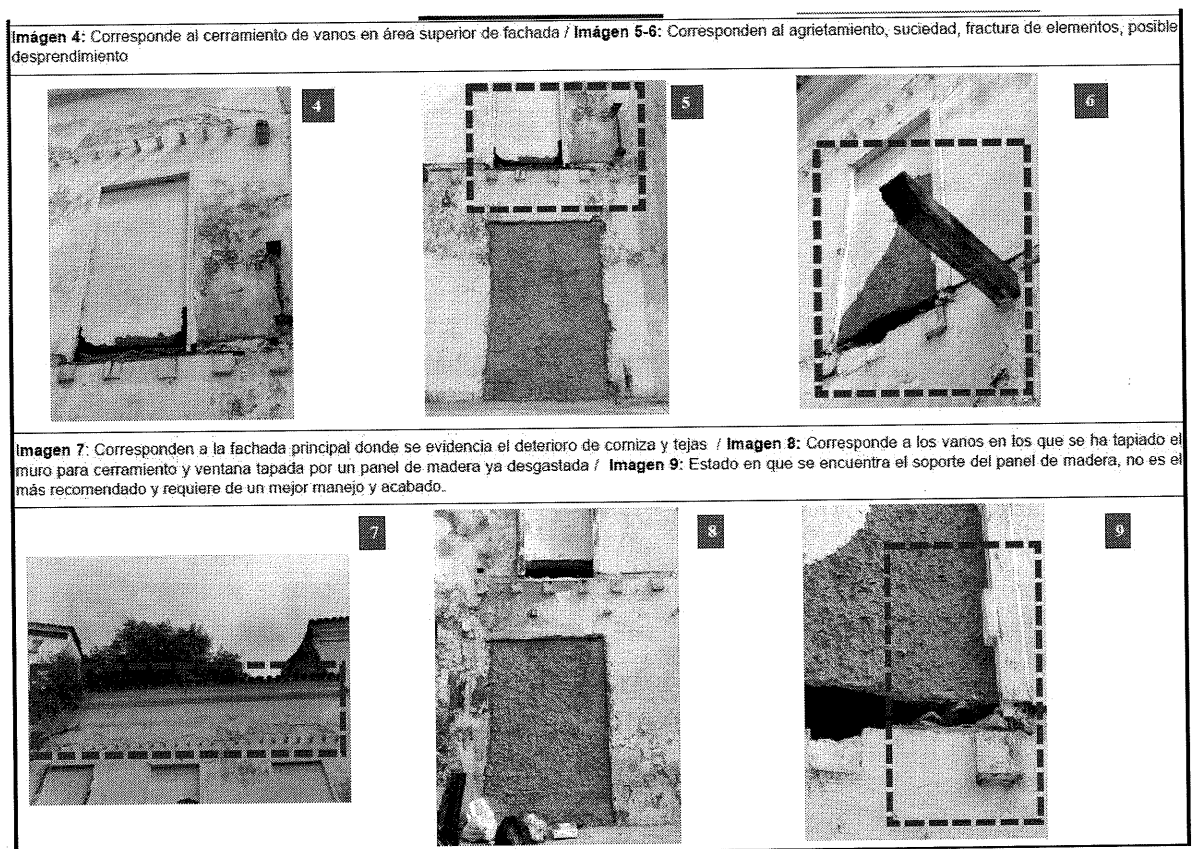 Imágen 4: Corresponde al cerramiento de vanos en área superior de fachada / Imágen 5-6: Corresponden al agrietamiento, suciedad, fractura de elementos, posible
desprendimiento
4
5
6
Imagen 7: Corresponden a la fachada principal donde se evidencia el deterioro de corniza y tejas / Imagen 8: Corresponde a los vanos en los que se ha tapiado el
muro para cerramiento y ventana tapada por un panel de madera ya desgastada / Imagen 9: Estado en que se encuentra el soporte del panel de madera, no es el
más recomendado y requiere de un mejor manejo y acabado.
7
8
9